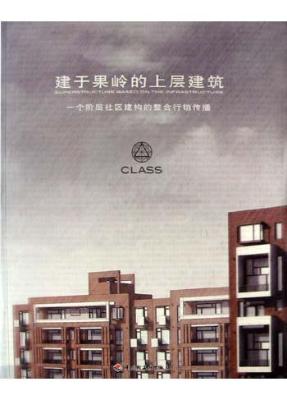 建于果岭的上层建筑
SUPERSTRUCTURE BASED ON THE INFRASTRUCTURE
一个阶层社区建构的整合行销传播
CLASS